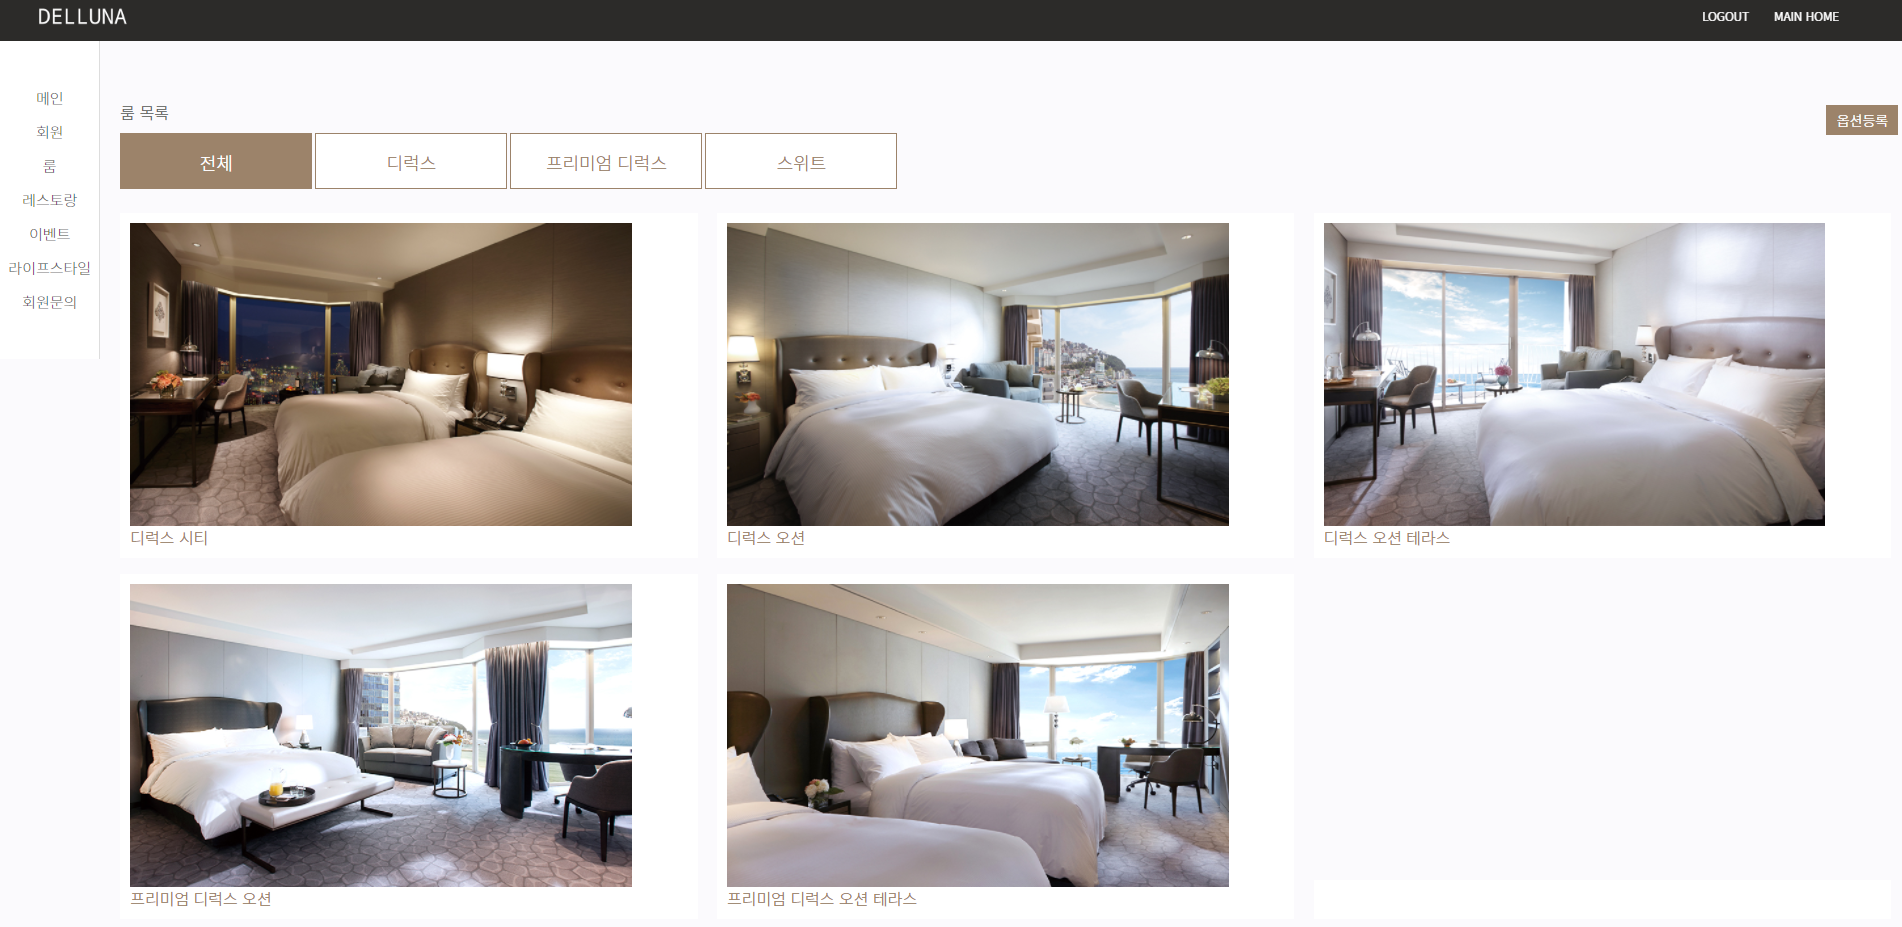 DELLUNA
LOGOUT MAIN HOME
메인
회원
룸
레스토랑
이벤트
라이프스타일
회원문의
룸 목록
옵션등록
전체 디럭스 프리미엄 디럭스 스위트
디럭스 시티
디럭스 오션
디럭스 오션 테라스
프리미엄 디럭스 오션
프리미엄 디럭스 오션 테라스